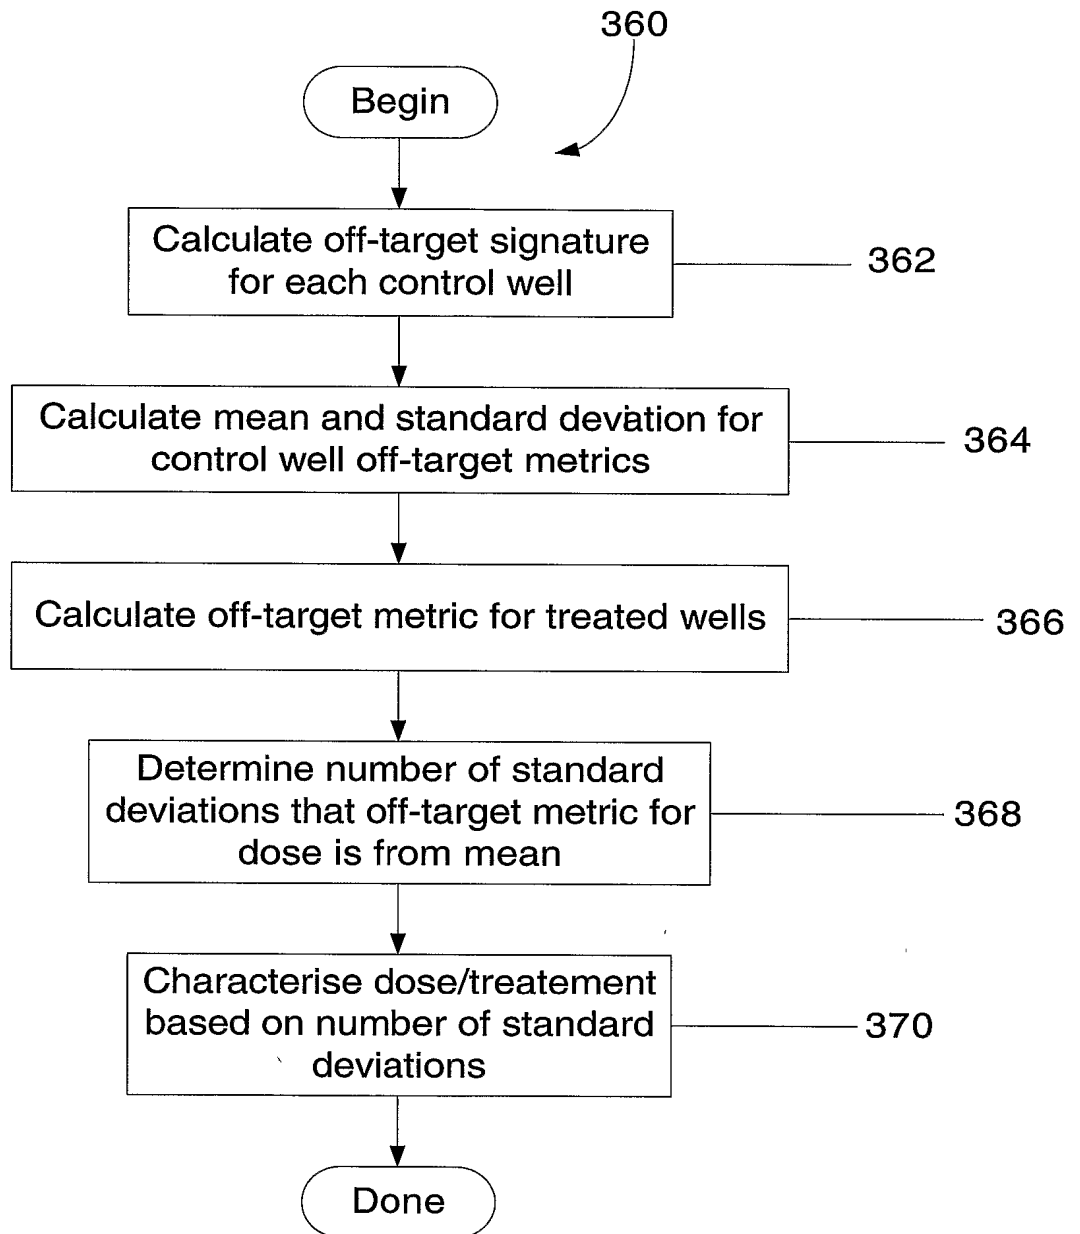 360
Begin
Calculate off-target signature
for each control well
362
Calculate mean and standard deviation for
control well off-target metrics
364
Calculate off-target metric for treated wells
366
Determine number of standard
deviations that off-target metric for
dose is from mean
368
Characterise dose/treatement
based on number of standard
deviations
370
Done